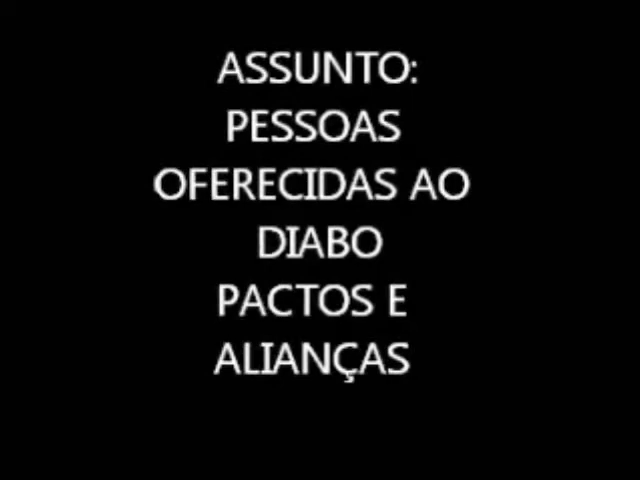 ASSUNTO:
PESSOAS
OFERECIDAS AO
DIABO
PACTOS E
ALIANÇAS